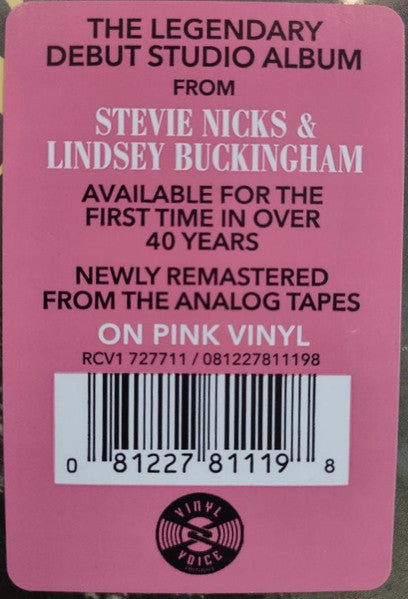 THE LEGENDARY
DEBUT STUDIO ALBUM
FROM
STEVIE NICKS &
LINDSEY BUCKINGHAM
AVAILABLE FOR THE
FIRST TIME IN OVER
40 YEARS
NEWLY REMASTERED
FROM THE ANALOG TAPES
ON PINK VINYL
RCV1 727711 / 081227811198
0 81227 81119 8
VINYL
VOICE